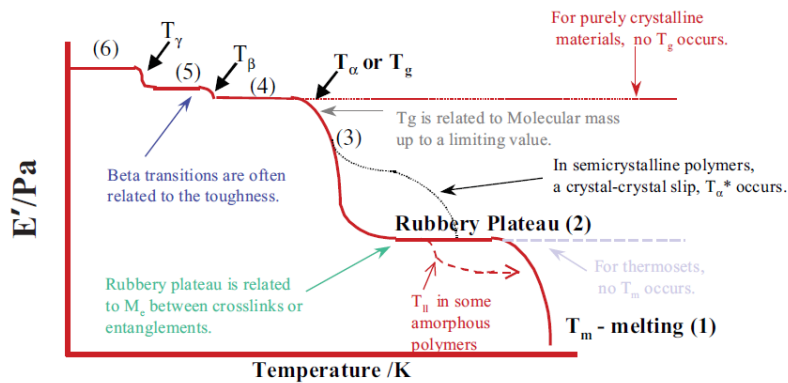 For purely crystalline
materials, no Tg occurs.
(6)
Tγ
(5)
Tβ
(4)
Tα or Tg
Tg is related to Molecular mass
up to a limiting value.
(3)
Beta transitions are often
related to the toughness.
In semicrystalline polymers,
a crystal-crystal slip, Tα* occurs.
E'/Pa
Rubbery Plateau (2)
Rubbery plateau is related
to Me between crosslinks or
entanglements.
For thermosets,
no Tm occurs.
Tll in some
amorphous
polymers
Tm - melting (1)
Temperature /K